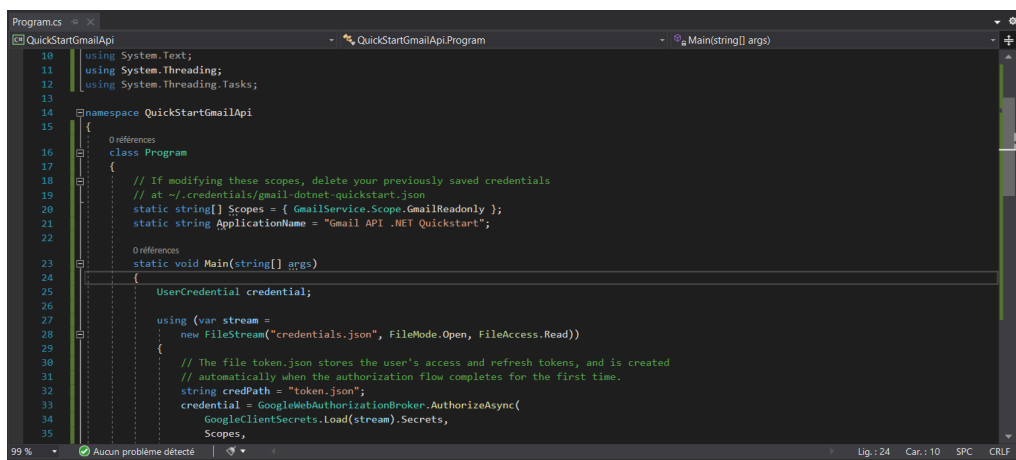 Program.cs
QuickStartGmailApi QuickStartGmailApi.Program Main(string[] args)
10 using System.Text;
11 using System.Threading;
12 using System.Threading.Tasks;
13
14 namespace QuickStartGmailApi
15 {
0 références
16 class Program
17 {
18 // If modifying these scopes, delete your previously saved credentials
19 // at ~/.credentials/gmail-dotnet-quickstart.json
20 static string[] Scopes = { GmailService.Scope.GmailReadonly };
21 static string ApplicationName = "Gmail API .NET Quickstart";
22
0 références
23 static void Main(string[] args)
24 {
25 UserCredential credential;
26
27 using (var stream =
28 new FileStream("credentials.json", FileMode.Open, FileAccess.Read))
29 {
30 // The file token.json stores the user's access and refresh tokens, and is created
31 // automatically when the authorization flow completes for the first time.
32 string credPath = "token.json";
33 credential = GoogleWebAuthorizationBroker.AuthorizeAsync(
34 GoogleClientSecrets.Load(stream).Secrets,
35 Scopes,
99 % Aucun problème détecté Lig. : 24 Car. : 10 SPC CRLF